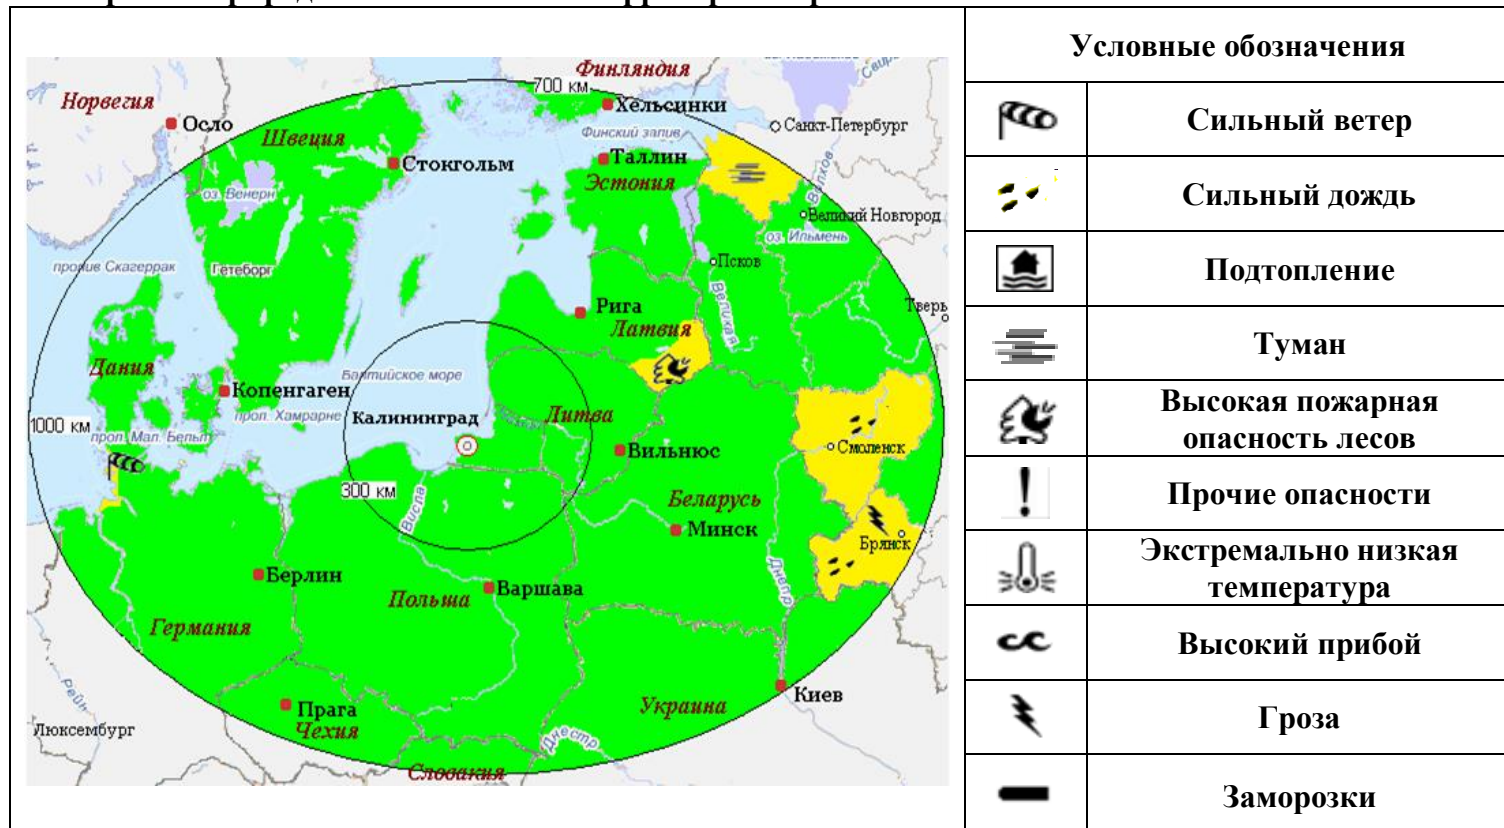 Условные обозначения
Сильный ветер
Сильный дождь
Подтопление
Туман
Высокая пожарная
опасность лесов
Прочие опасности
Экстремально низкая
температура
Высокий прибой
Гроза
Заморозки
Финляндия
700 км
Норвегия
Хельсинки
Осло
Швеция
Финский залив
Санкт-Петербург
Стокгольм
Таллин
Эстония
оз. Венерн
Волхов
Великий Новгород
оз. Ильмень
пролив Скагеррак
Гетеборг
Псков
Великая
Рига
Тверь
Латвия
Дания
Балтийское море
Копенгаген
прол. Хамрарне
Калининград
Литва
1000 км
прол. Мал. Бельт
Смоленск
Вильнюс
300 км
Висла
Беларусь
Минск
Брянск
Берлин
Днепр
Варшава
Польша
Германия
Рейн
Украина
Киев
Прага
Чехия
Люксембург
Днестр
Словакия